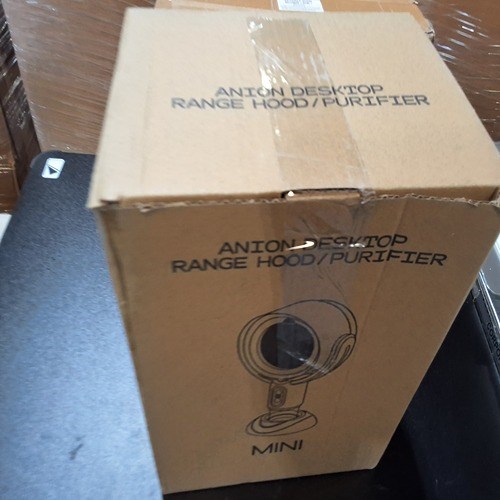 ANION DESKTOP
RANGE HOOD/PURIFIER
ANION DESKTOP
RANGE HOOD/PURIFIER
MINI